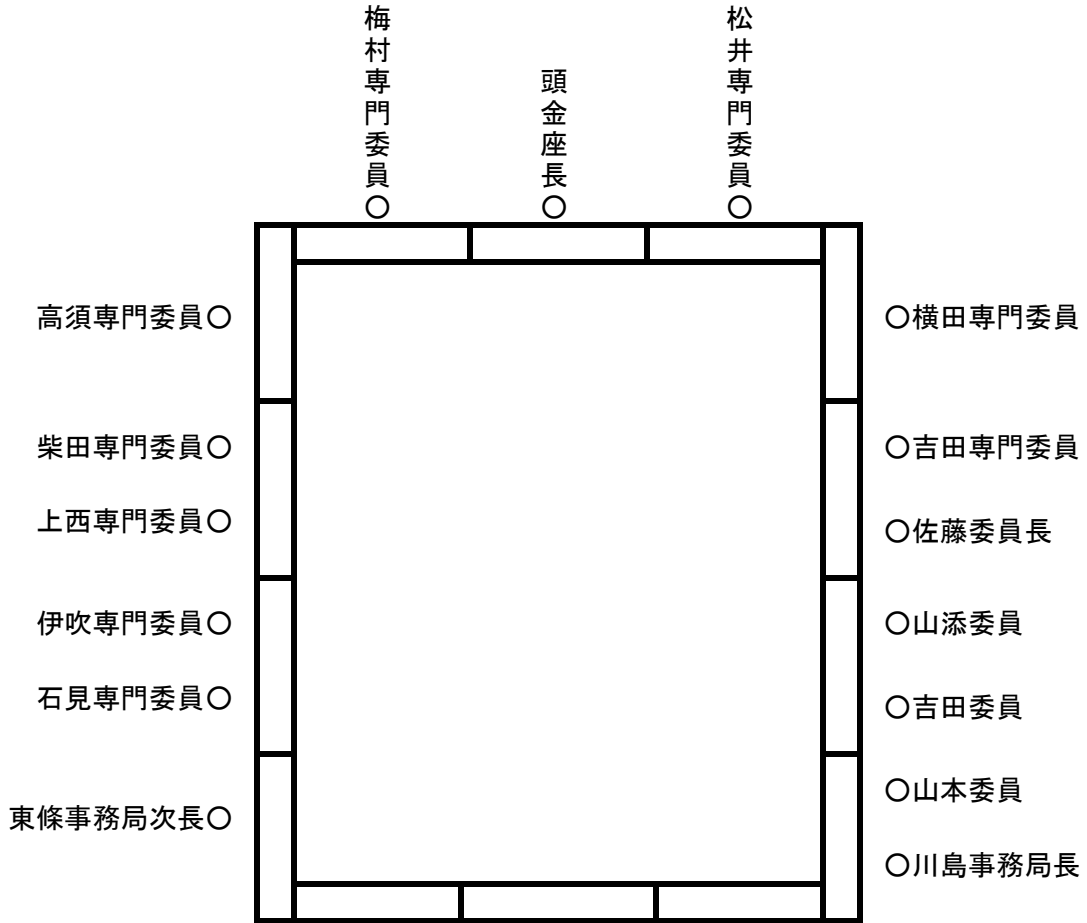 梅村専門委員○
頭金座長○
松井専門委員○
高須専門委員○
柴田専門委員○
上西専門委員○
伊吹専門委員○
石見専門委員○
東條事務局次長○
○横田専門委員
○吉田専門委員
○佐藤委員長
○山添委員
○吉田委員
○山本委員
○川島事務局長